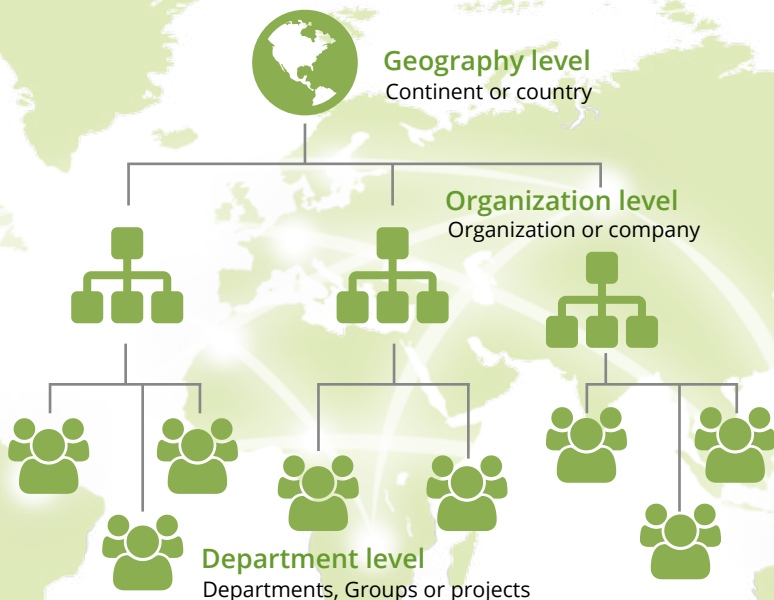 Geography level
Continent or country
Organization level
Organization or company
Department level
Departments, Groups or projects